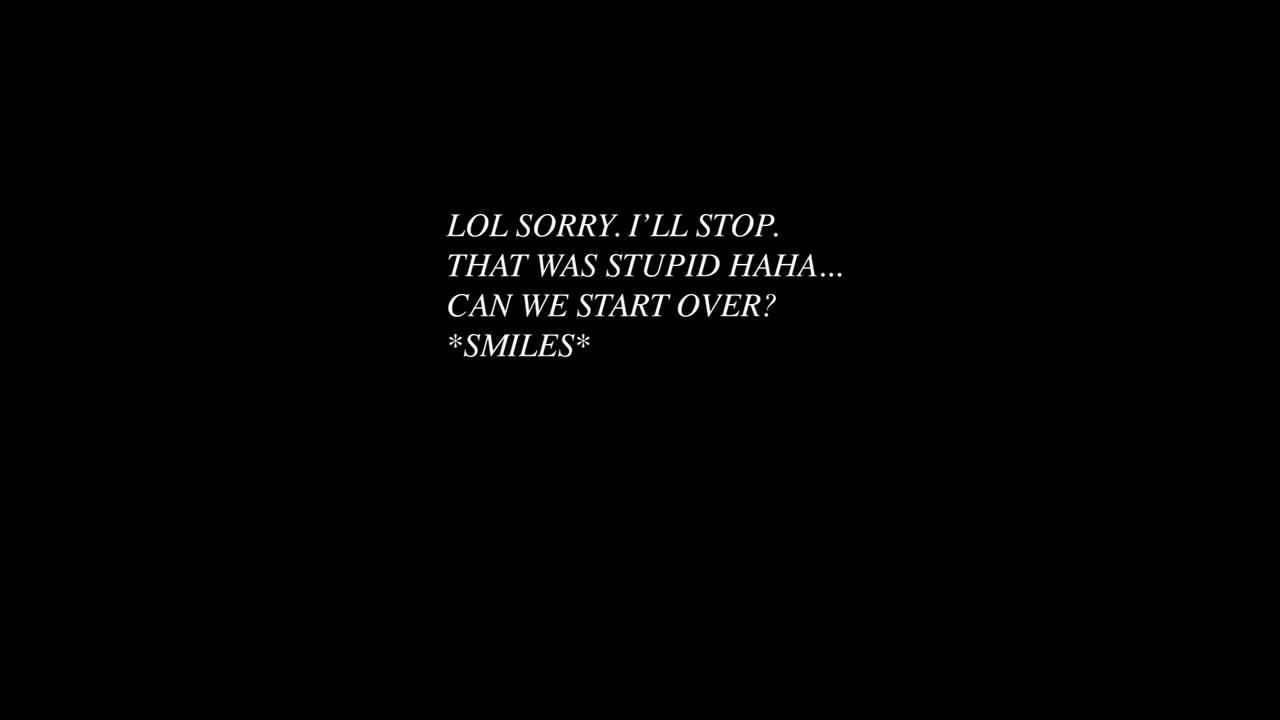 LOL SORRY. I’LL STOP.
THAT WAS STUPID HAHA...
CAN WE START OVER?
*SMILES*